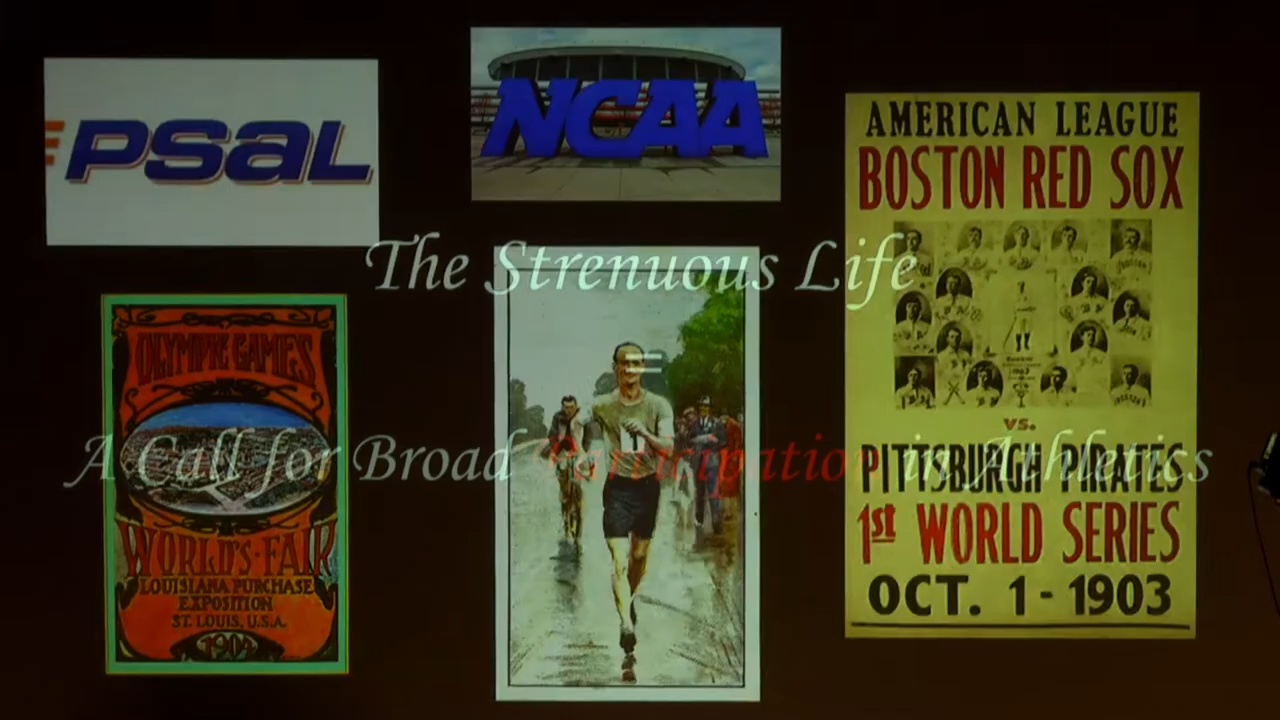 PSAL
NCAA
The Strenuous Life
=
A Call for Broad Participation in Athletics
OLYMPIC GAMES
WORLD'S FAIR
LOUISIANA PURCHASE
EXPOSITION
ST. LOUIS, U.S.A.
1904
AMERICAN LEAGUE
BOSTON RED SOX
VS.
PITTSBURGH PIRATES
1st WORLD SERIES
OCT. 1 - 1903